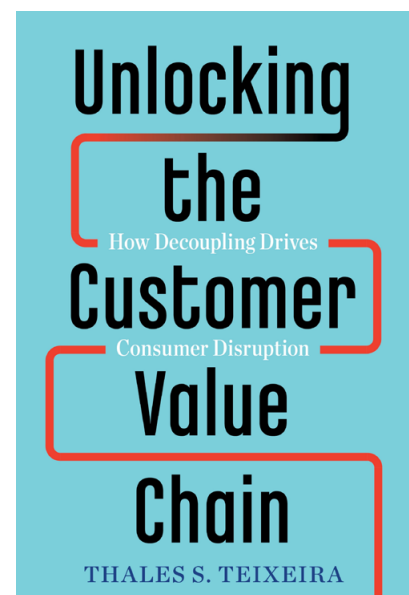 Unlocking
the
How Decoupling Drives
Customer
Consumer Disruption
Value
Chain
THALES S. TEIXEIRA